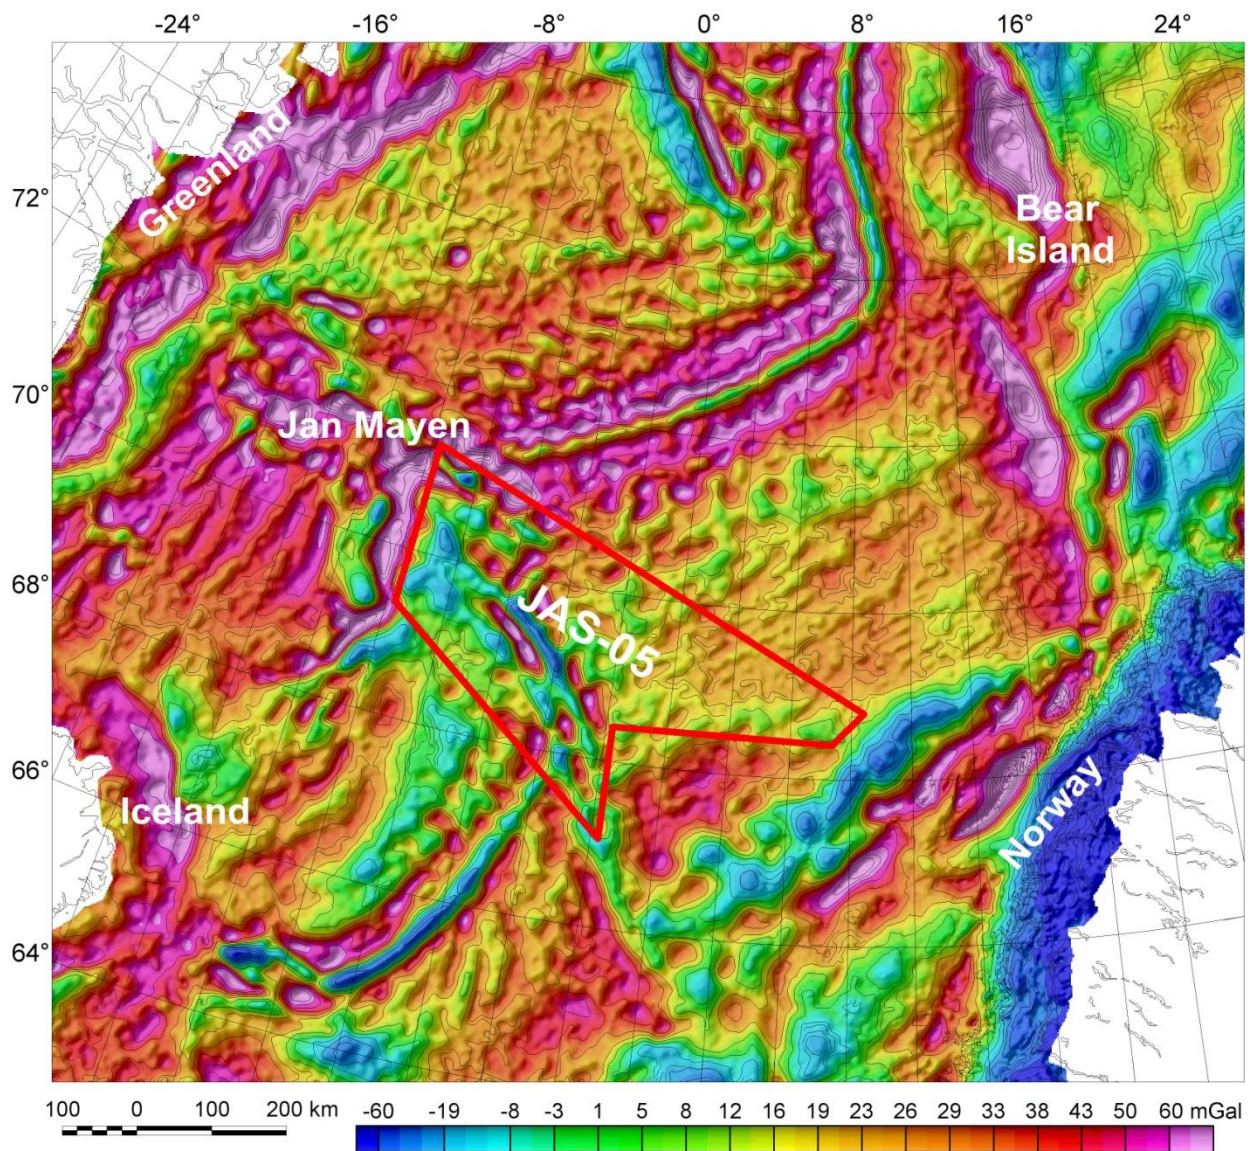 -24° -16° -8° 0° 8° 16° 24°
72°
70°
68°
66°
64°
Greenland
Bear
Island
Jan Mayen
JAS-05
Iceland
Norway
100 0 100 200 km
-60 -19 -8 -3 1 5 8 12 16 19 23 26 29 33 38 43 50 60 mGal